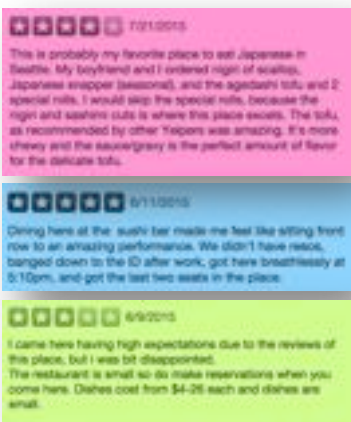 7/21/2015
This is probably my favorite place to eat Japanese in
Seattle. My boyfriend and I ordered nigiri of scallop,
Japanese snapper (seasonal), and the agedashi tofu and 2
special rolls. I would skip the special rolls, because the
nigiri and sashimi cuts is where this place excels. The tofu,
as recommended by other Yelpers was amazing. It's more
chewy and the sauce/gravy is the perfect amount of flavor
for the delicate tofu.
6/11/2015
Dining here at the sushi bar made me feel like sitting front
row to an amazing performance. We didn't have resos,
banged down to the ID after work, got here breathlessly at
5:10pm, and got the last two seats in the place.
6/9/2015
I came here having high expectations due to the reviews of
this place, but i was bit disappointed.
The restaurant is small so do make reservations when you
come here. Dishes cost from $4-26 each and dishes are
small.